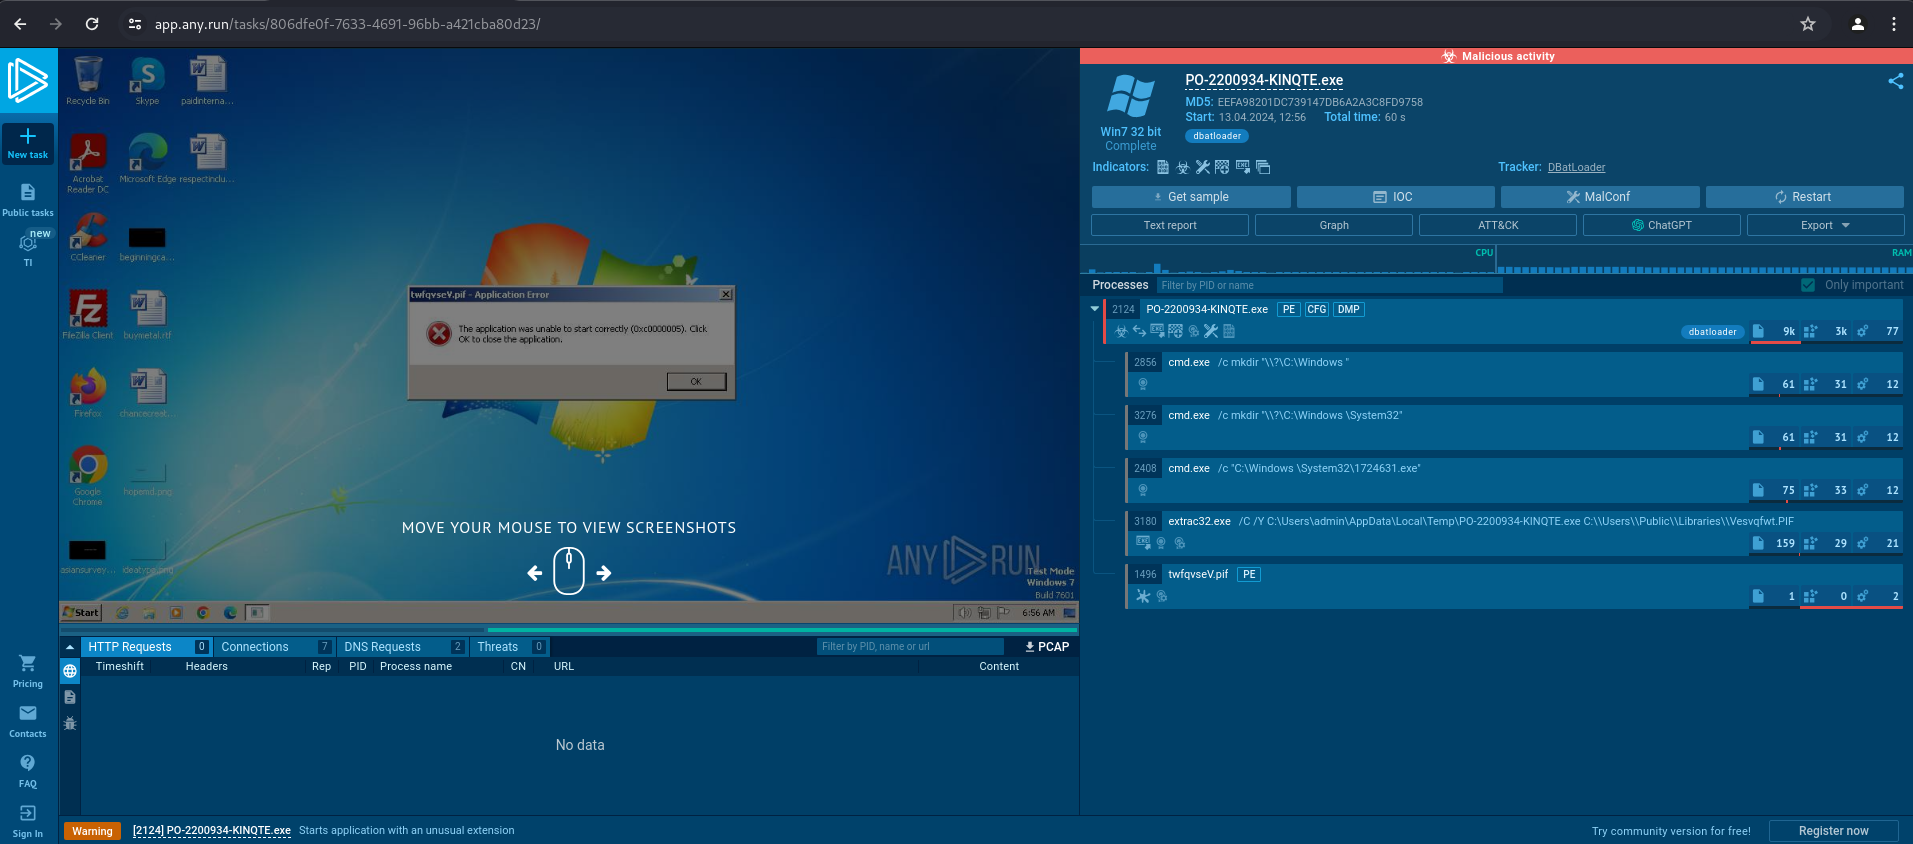 app.any.run/tasks/806dfe0f-7633-4691-96bb-a421cba80d23/
New task
Public tasks
new
TI
Pricing
Contacts
FAQ
Sign In
Recycle Bin
Skype
paidinterna...
Acrobat
Reader DC
Microsoft Edge
respectinclu...
CCleaner
beginningca...
FileZilla Client
buymetal.rtf
Firefox
chancecreat...
Google
Chrome
hopemd.png
asiansurvey...
ideatype.png
twfqvseV.pif - Application Error
The application was unable to start correctly (0xc0000005). Click
OK to close the application.
OK
MOVE YOUR MOUSE TO VIEW SCREENSHOTS
ANY RUN
Test Mode
Windows 7
Build 7601
Start
6:56 AM
HTTP Requests 0
Connections 7
DNS Requests 2
Threats 0
Filter by PID, name or url
PCAP
Timeshift Headers Rep PID Process name CN URL Content
No data
Malicious activity
Win7 32 bit
Complete
PO-2200934-KINQTE.exe
MD5: EEFA98201DC739147DB6A2A3C8FD9758
Start: 13.04.2024, 12:56 Total time: 60 s
dbatloader
Indicators:
Tracker: DBatLoader
Get sample
IOC
MalConf
Restart
Text report
Graph
ATT&CK
ChatGPT
Export
CPU
RAM
Processes
Filter by PID or name
Only important
2124 PO-2200934-KINQTE.exe PE CFG DMP
dbatloader 9k 3k 77
2856 cmd.exe /c mkdir "\\?\C:\Windows "
61 31 12
3276 cmd.exe /c mkdir "\\?\C:\Windows \System32"
61 31 12
2408 cmd.exe /c "C:\Windows \System32\1724631.exe"
75 33 12
3180 extrac32.exe /C /Y C:\Users\admin\AppData\Local\Temp\PO-2200934-KINQTE.exe C:\\Users\\Public\\Libraries\\Vesvqfwt.PIF
159 29 21
1496 twfqvseV.pif PE
1 0 2
Warning [2124] PO-2200934-KINQTE.exe Starts application with an unusual extension
Try community version for free!
Register now